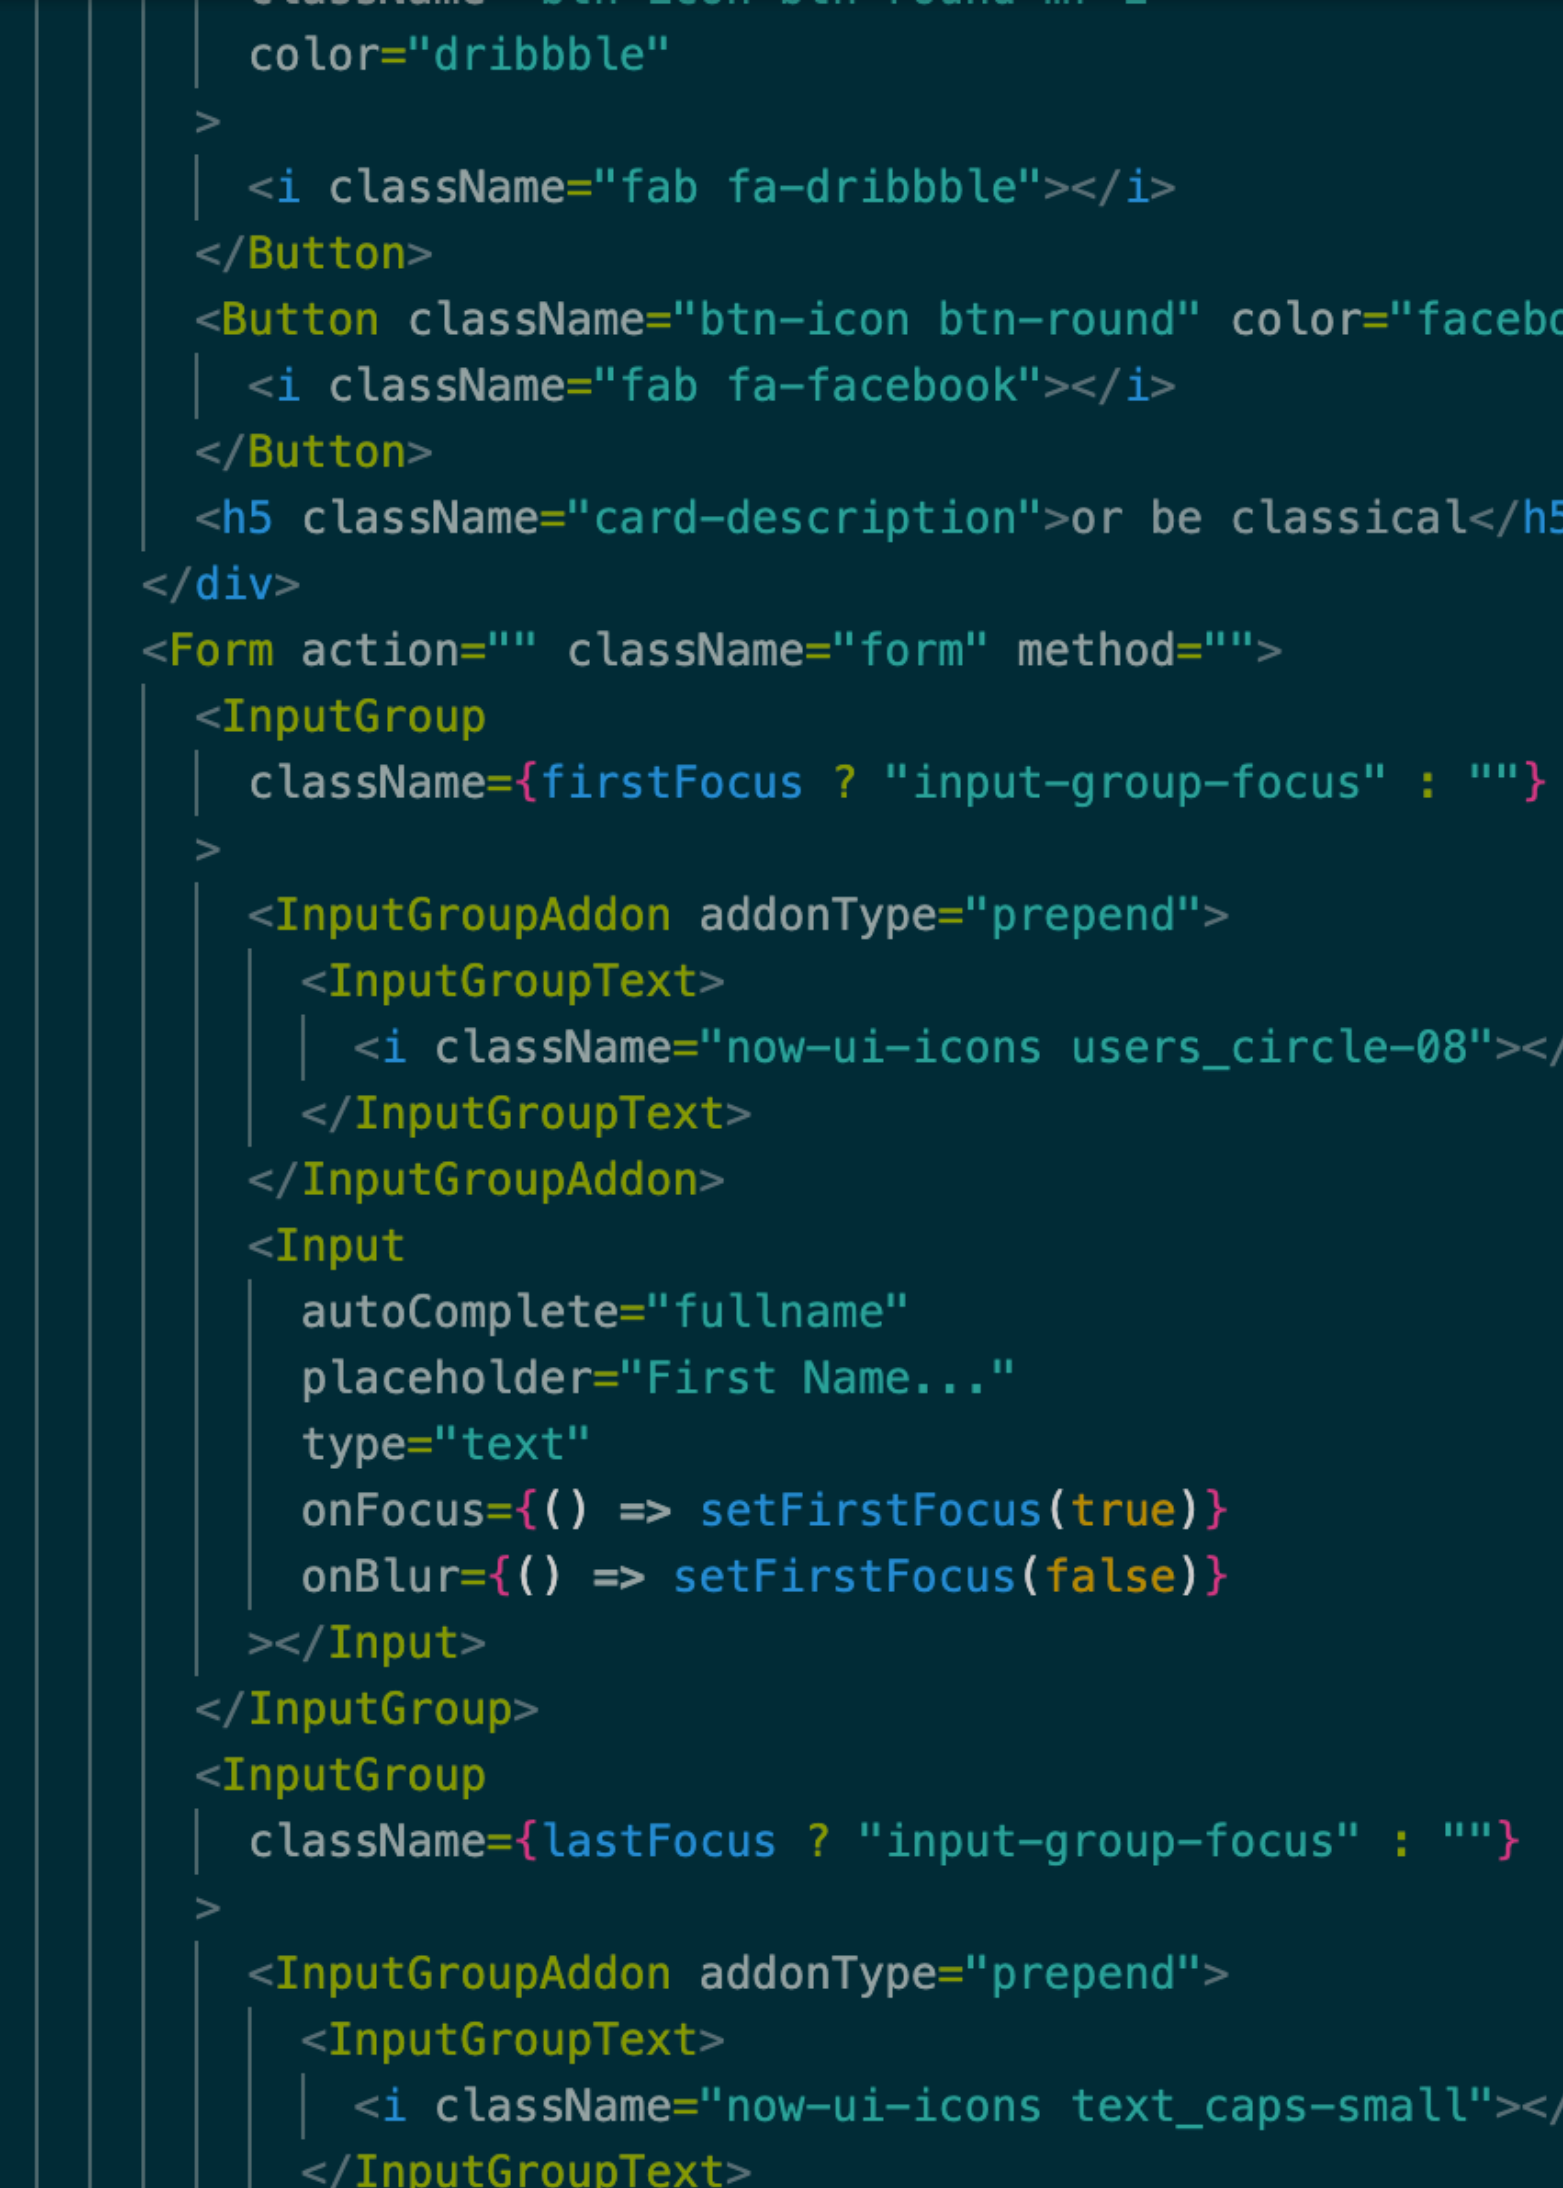 color="dribbble"
>
<i className="fab fa-dribbble"></i>
</Button>
<Button className="btn-icon btn-round" color="facebo
<i className="fab fa-facebook"></i>
</Button>
<h5 className="card-description">or be classical</h5
</div>
<Form action="" className="form" method="">
<InputGroup
className={firstFocus ? "input-group-focus" : ""}
>
<InputGroupAddon addonType="prepend">
<InputGroupText>
<i className="now-ui-icons users_circle-08"></
</InputGroupText>
</InputGroupAddon>
<Input
autoComplete="fullname"
placeholder="First Name..."
type="text"
onFocus={() => setFirstFocus(true)}
onBlur={() => setFirstFocus(false)}
></Input>
</InputGroup>
<InputGroup
className={lastFocus ? "input-group-focus" : ""}
>
<InputGroupAddon addonType="prepend">
<InputGroupText>
<i className="now-ui-icons text_caps-small"></
</InputGroupText>